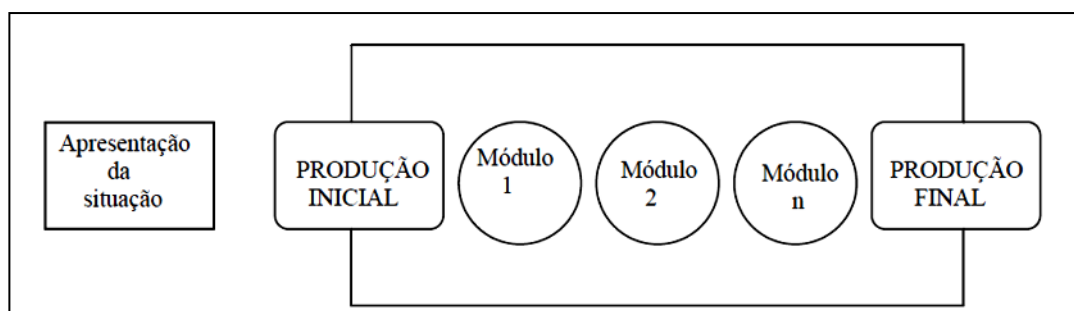 Apresentação
da
situação
PRODUÇÃO
INICIAL
Módulo
1
Módulo
2
Módulo
n
PRODUÇÃO
FINAL